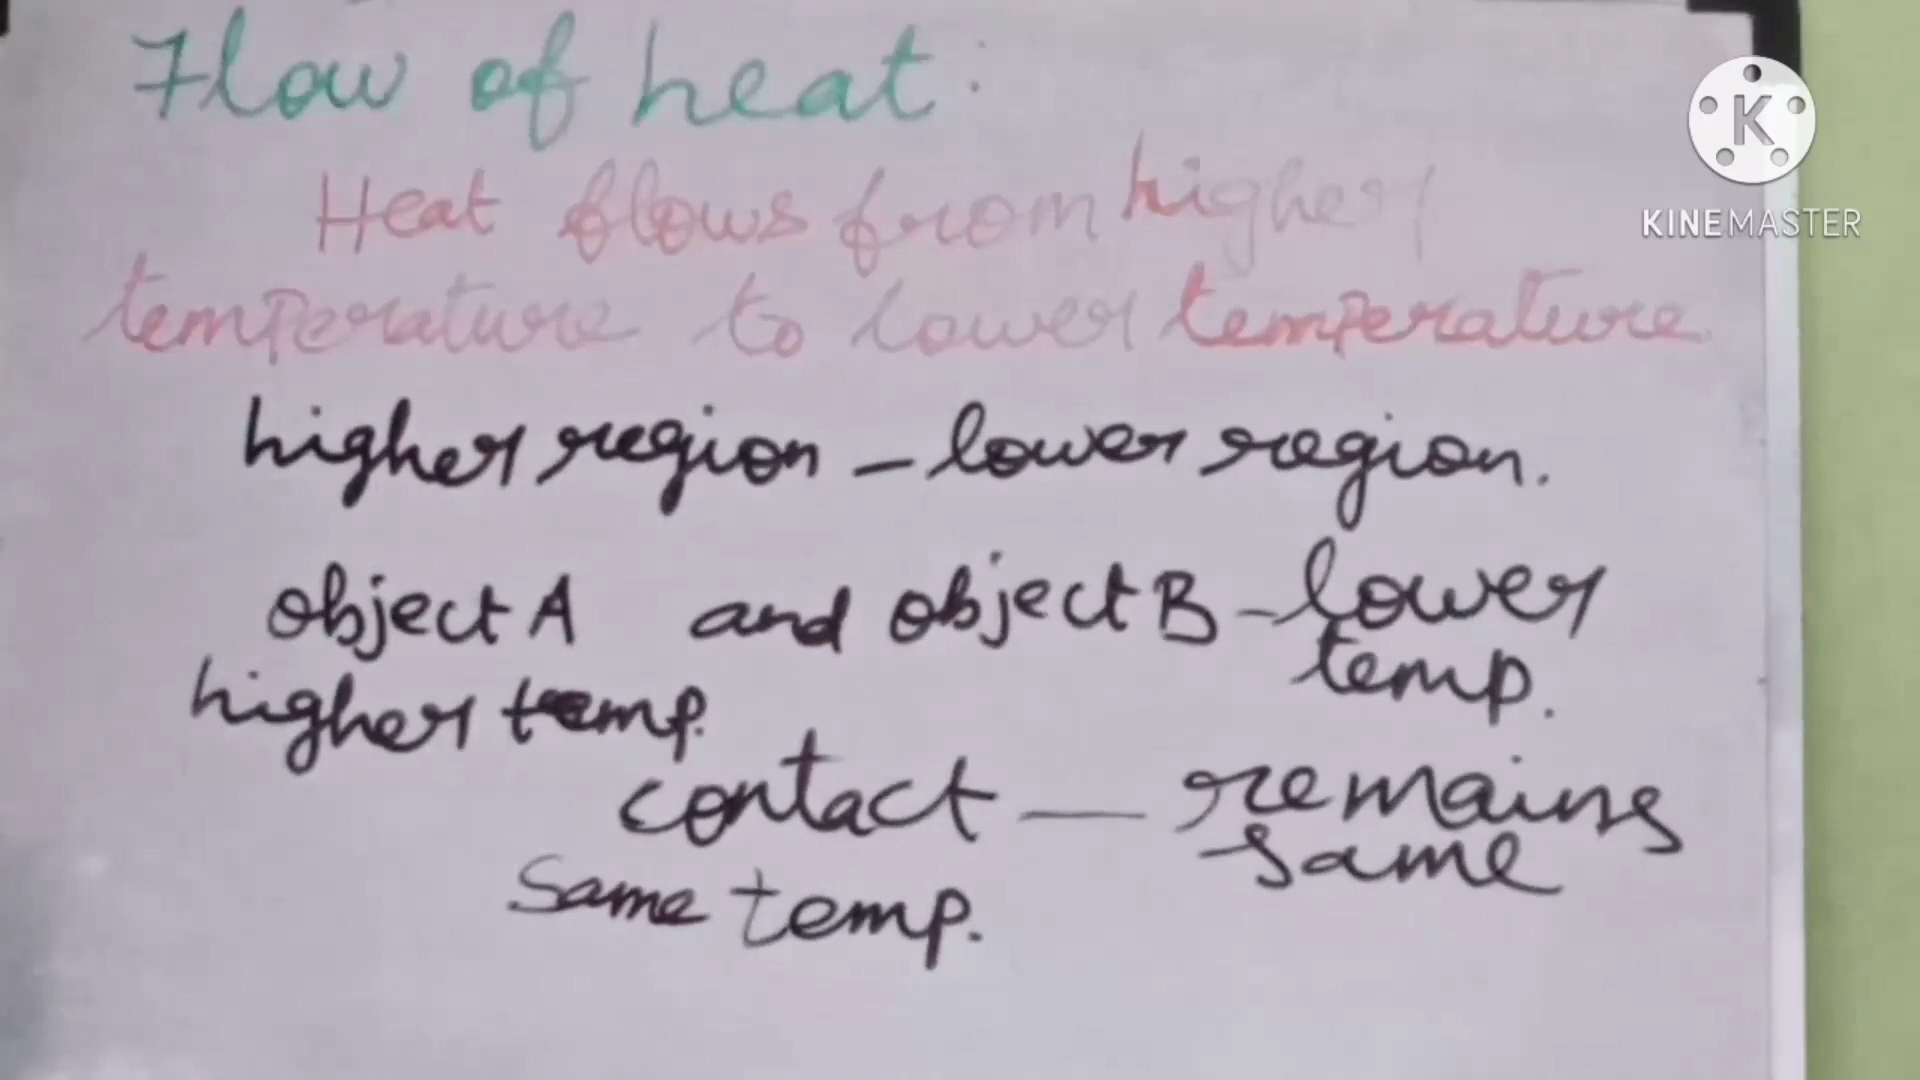 Flow of heat:
Heat flows from higher
temperature to lower temperature.
higher region - lower region.
object A and object B - lower
temp.
higher temp.
contact — remains
same
same temp.
K
KINEMASTER